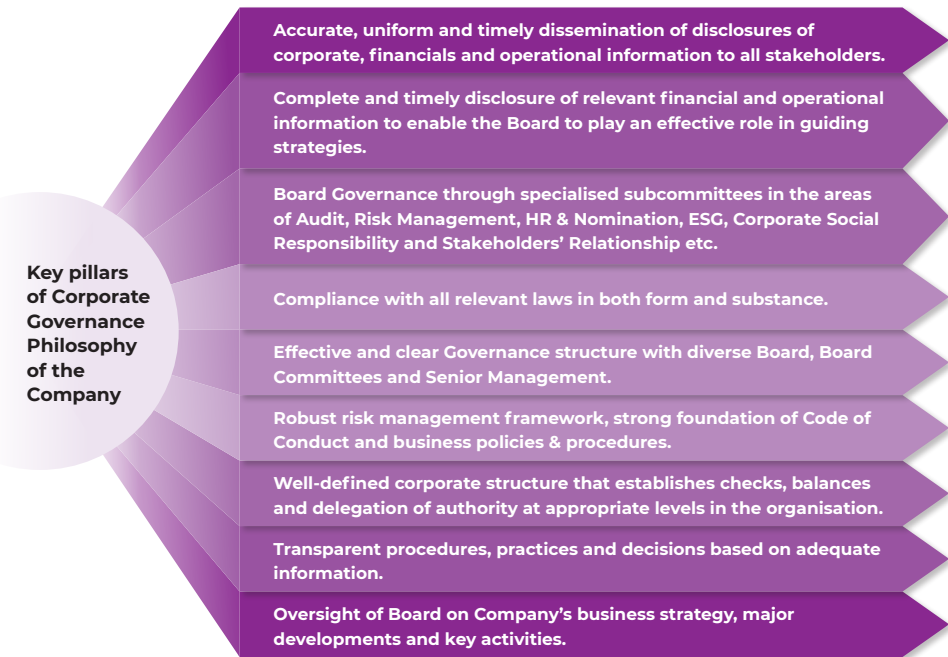 Key pillars
of Corporate
Governance
Philosophy
of the
Company
Accurate, uniform and timely dissemination of disclosures of
corporate, financials and operational information to all stakeholders.
Complete and timely disclosure of relevant financial and operational
information to enable the Board to play an effective role in guiding
strategies.
Board Governance through specialised subcommittees in the areas
of Audit, Risk Management, HR & Nomination, ESG, Corporate Social
Responsibility and Stakeholders’ Relationship etc.
Compliance with all relevant laws in both form and substance.
Effective and clear Governance structure with diverse Board, Board
Committees and Senior Management.
Robust risk management framework, strong foundation of Code of
Conduct and business policies & procedures.
Well-defined corporate structure that establishes checks, balances
and delegation of authority at appropriate levels in the organisation.
Transparent procedures, practices and decisions based on adequate
information.
Oversight of Board on Company’s business strategy, major
developments and key activities.